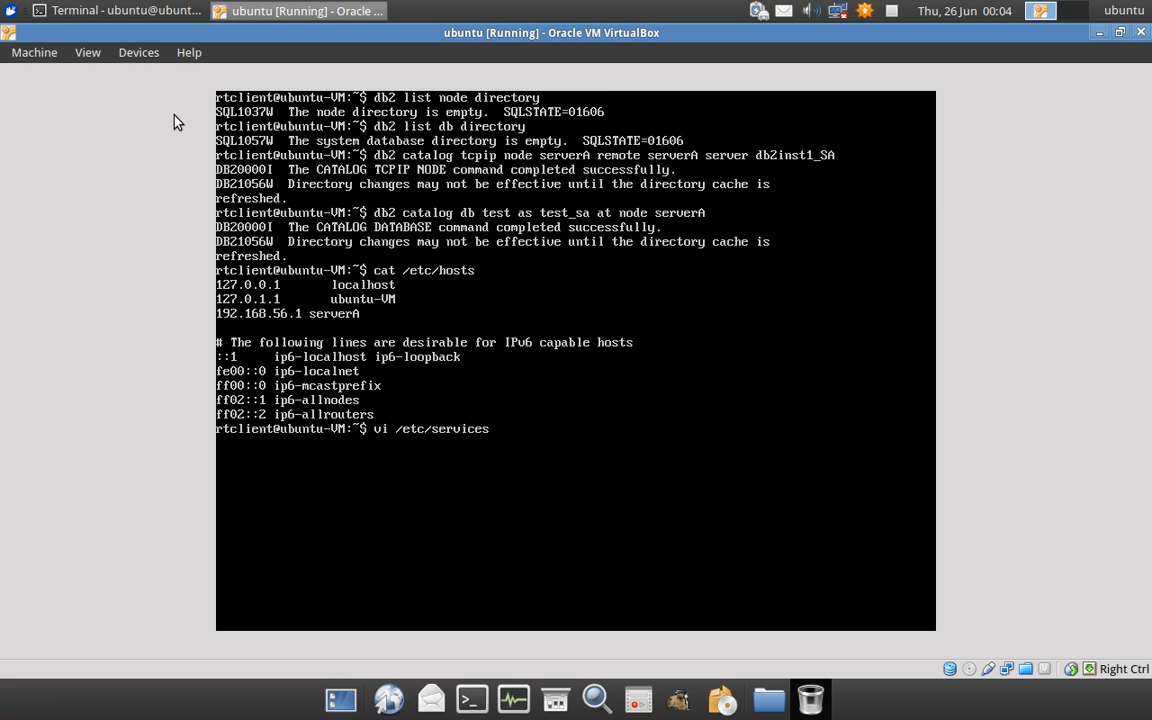 Terminal - ubuntu@ubunt...
ubuntu [Running] - Oracle ...
Thu, 26 Jun 00:04
ubuntu
ubuntu [Running] - Oracle VM VirtualBox
Machine View Devices Help
rtclient@ubuntu-VM:~$ db2 list node directory
SQL1037W  The node directory is empty.  SQLSTATE=01606
rtclient@ubuntu-VM:~$ db2 list db directory
SQL1057W  The system database directory is empty.  SQLSTATE=01606
rtclient@ubuntu-VM:~$ db2 catalog tcpip node serverA remote serverA server db2inst1_SA
DB20000I  The CATALOG TCPIP NODE command completed successfully.
DB21056W  Directory changes may not be effective until the directory cache is
refreshed.
rtclient@ubuntu-VM:~$ db2 catalog db test as test_sa at node serverA
DB20000I  The CATALOG DATABASE command completed successfully.
DB21056W  Directory changes may not be effective until the directory cache is
refreshed.
rtclient@ubuntu-VM:~$ cat /etc/hosts
127.0.0.1       localhost
127.0.1.1       ubuntu-VM
192.168.56.1 serverA
# The following lines are desirable for IPv6 capable hosts
::1     ip6-localhost ip6-loopback
fe00::0 ip6-localnet
ff00::0 ip6-mcastprefix
ff02::1 ip6-allnodes
ff02::2 ip6-allrouters
rtclient@ubuntu-VM:~$ vi /etc/services
Right Ctrl